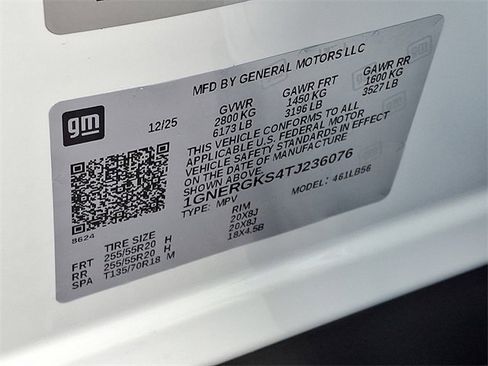 gm
MFD BY GENERAL MOTORS LLC
12/25
GVWR GAWR FRT GAWR RR
2800 KG 1450 KG 1600 KG
6173 LB 3196 LB 3527 LB
THIS VEHICLE CONFORMS TO ALL
APPLICABLE U.S. FEDERAL MOTOR
VEHICLE SAFETY STANDARDS IN EFFECT
ON THE DATE OF MANUFACTURE
SHOWN ABOVE.
1GNERGKS4TJ236076
TYPE: MPV MODEL: 461LB56
8624
TIRE SIZE RIM
FRT 255/55R20 H 20X8J
RR 255/55R20 H 20X8J
SPA T135/70R18 M 18X4.5B